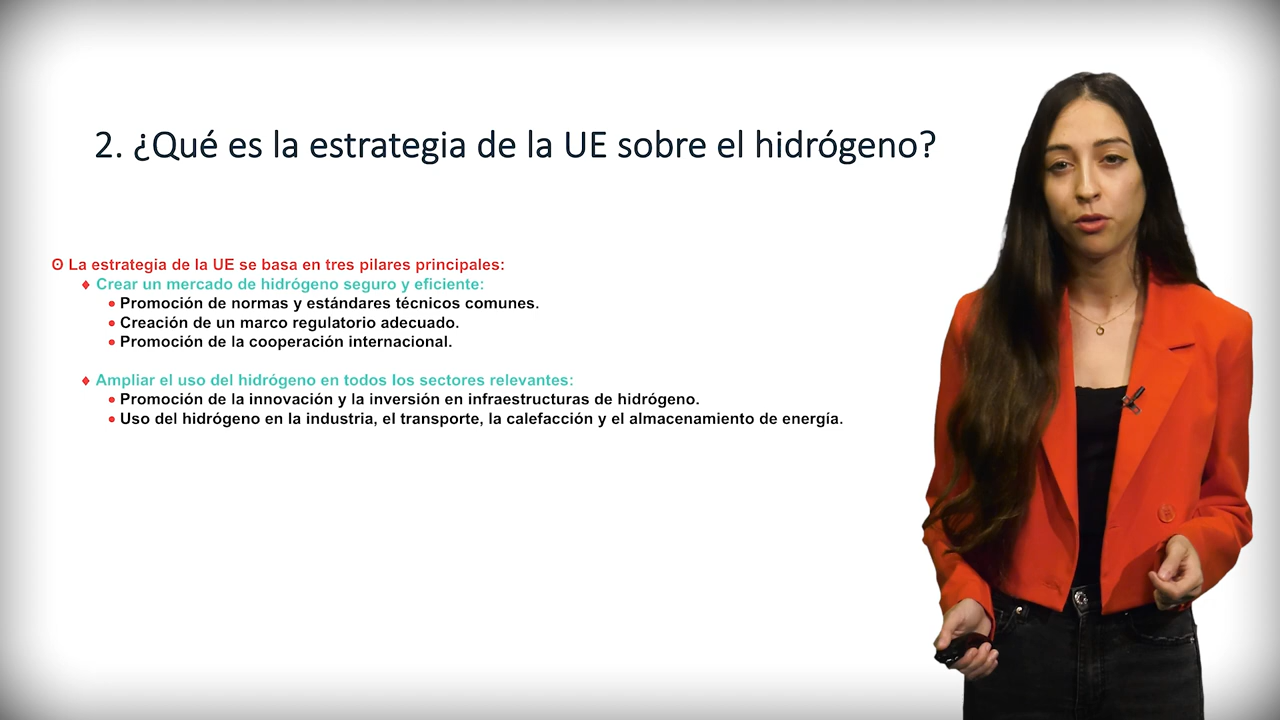 2. ¿Qué es la estrategia de la UE sobre el hidrógeno?
La estrategia de la UE se basa en tres pilares principales:
Crear un mercado de hidrógeno seguro y eficiente:
Promoción de normas y estándares técnicos comunes.
Creación de un marco regulatorio adecuado.
Promoción de la cooperación internacional.
Ampliar el uso del hidrógeno en todos los sectores relevantes:
Promoción de la innovación y la inversión en infraestructuras de hidrógeno.
Uso del hidrógeno en la industria, el transporte, la calefacción y el almacenamiento de energía.